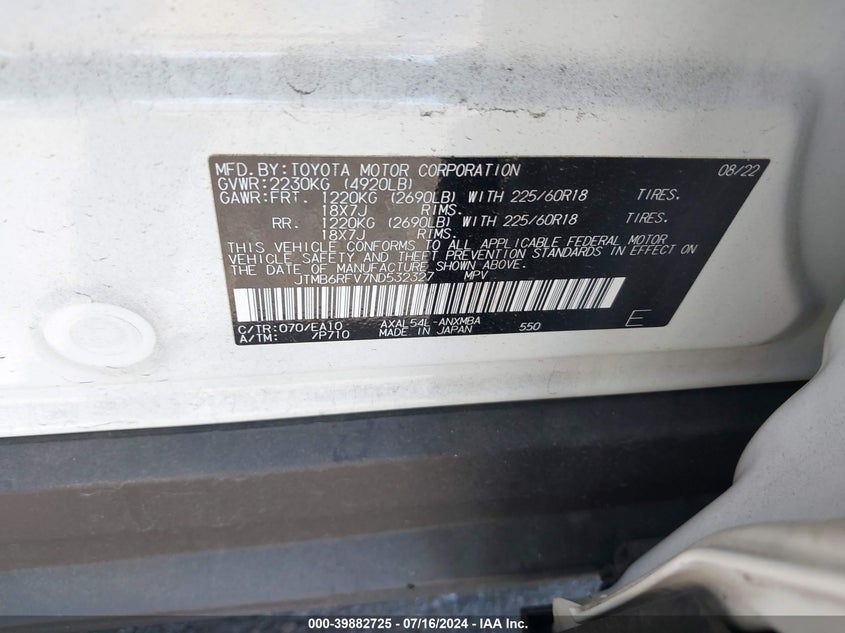 MFD.BY:TOYOTA MOTOR CORPORATION 08/22
GVWR:2230KG (4920LB)
GAWR:FRT. 1220KG (2690LB) WITH 225/60R18 TIRES.
18X7J RIMS.
RR. 1220KG (2690LB) WITH 225/60R18 TIRES.
18X7J RIMS.
THIS VEHICLE CONFORMS TO ALL APPLICABLE FEDERAL MOTOR
VEHICLE SAFETY AND THEFT PREVENTION STANDARDS IN EFFECT ON
THE DATE OF MANUFACTURE SHOWN ABOVE.
JTMB6RFV7ND532327 MPV
C/TR:070/EA10 AXAL54L-ANXMBA 550 E
A/TM: /P710 MADE IN JAPAN
000-39882725 - 07/16/2024 - IAA Inc.